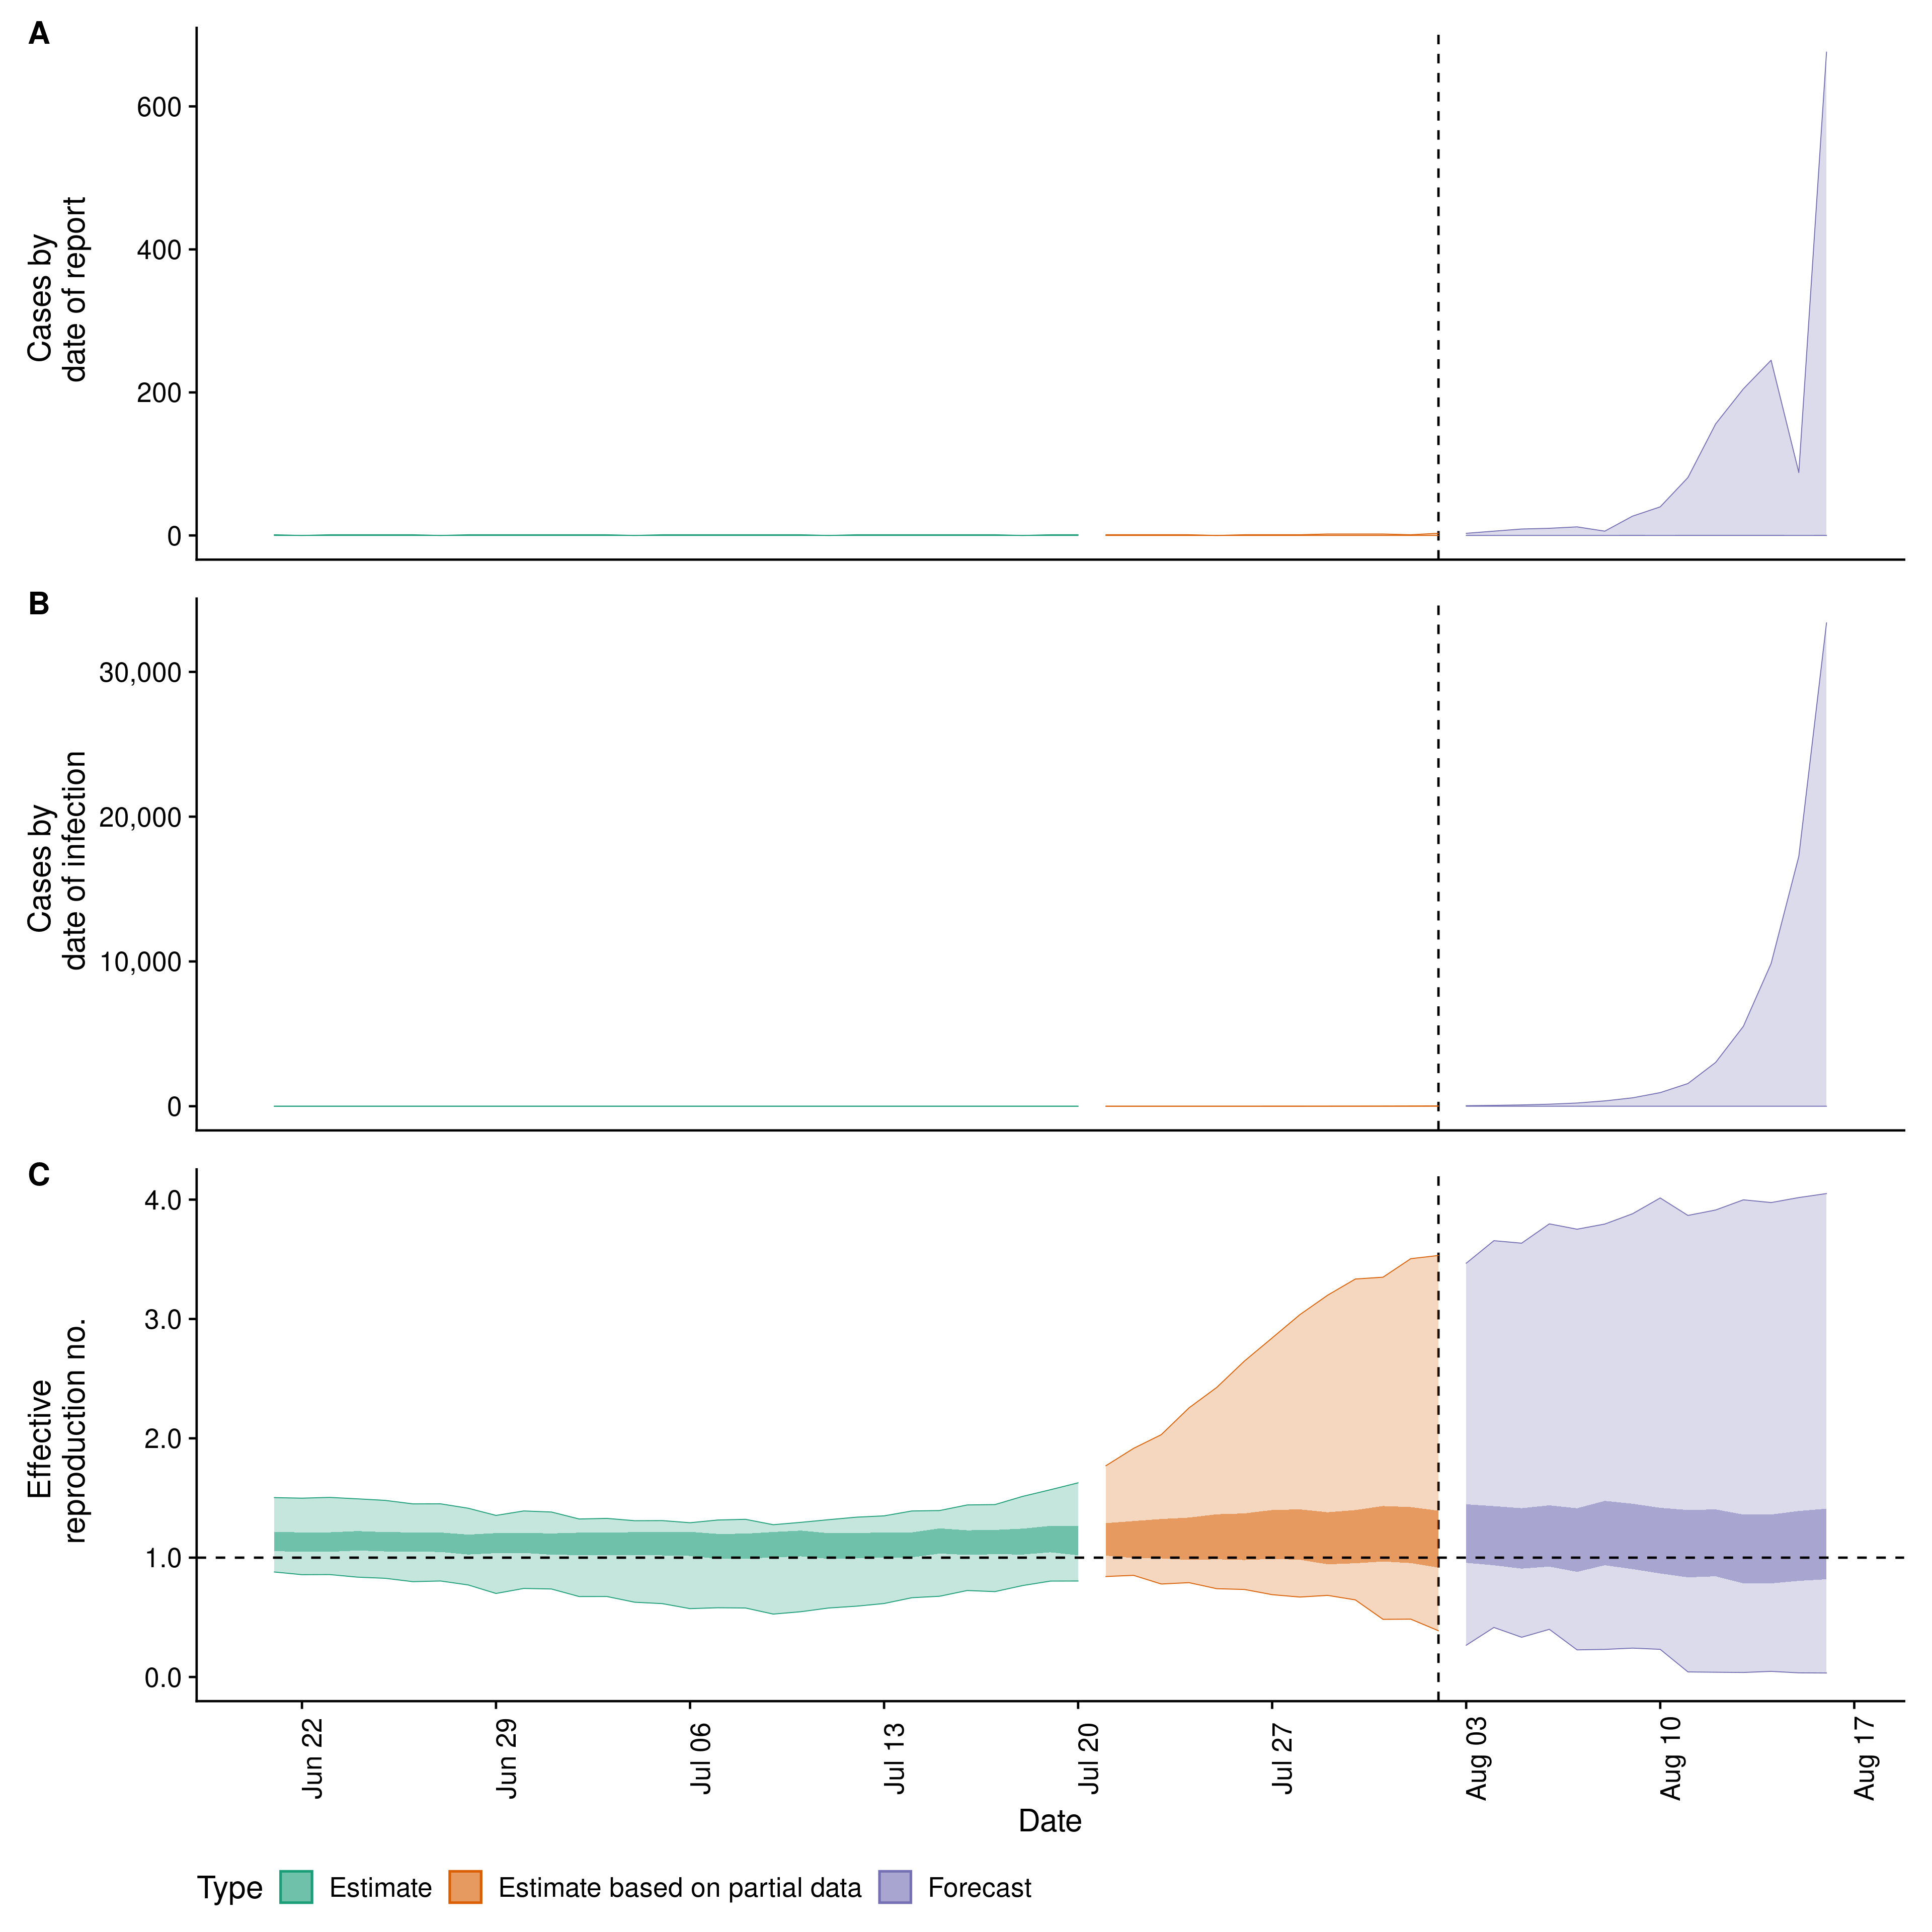 A
Cases by
date of report
600
400
200
0
B
Cases by
date of infection
30,000
20,000
10,000
0
C
Effective
reproduction no.
4.0
3.0
2.0
1.0
0.0
Jun 22
Jun 29
Jul 06
Jul 13
Jul 20
Jul 27
Aug 03
Aug 10
Aug 17
Date
Type Estimate Estimate based on partial data Forecast